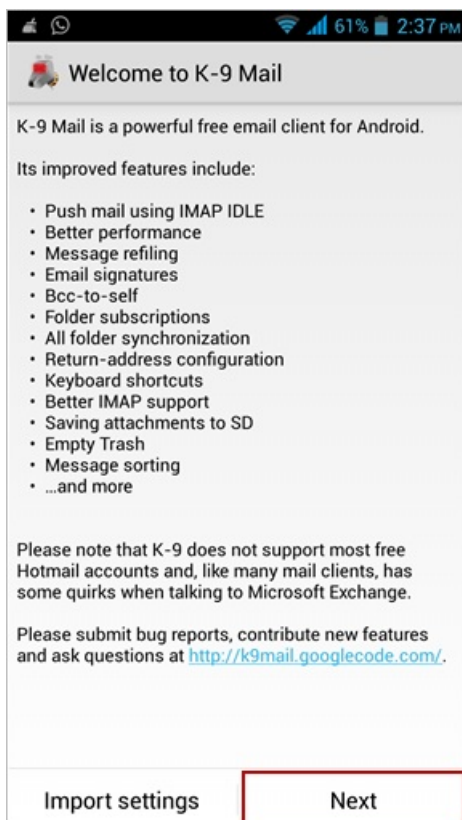 61% 2:37 PM
Welcome to K-9 Mail
K-9 Mail is a powerful free email client for Android.
Its improved features include:
• Push mail using IMAP IDLE
• Better performance
• Message refiling
• Email signatures
• Bcc-to-self
• Folder subscriptions
• All folder synchronization
• Return-address configuration
• Keyboard shortcuts
• Better IMAP support
• Saving attachments to SD
• Empty Trash
• Message sorting
• ...and more
Please note that K-9 does not support most free
Hotmail accounts and, like many mail clients, has
some quirks when talking to Microsoft Exchange.
Please submit bug reports, contribute new features
and ask questions at http://k9mail.googlecode.com/.
Import settings Next